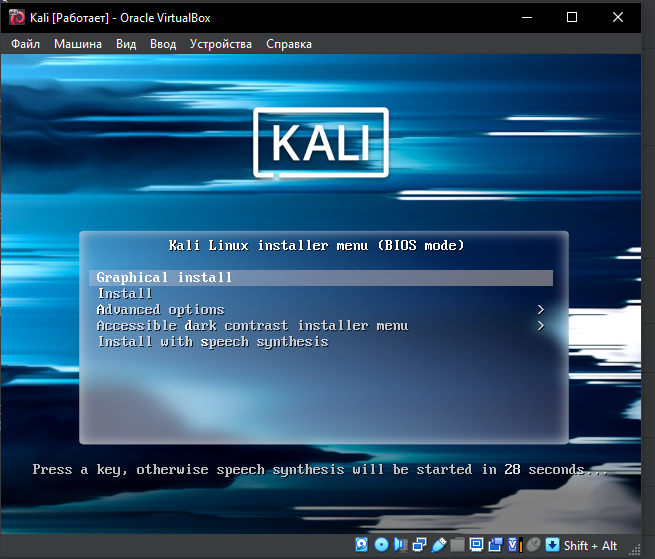 Kali [Работает] - Oracle VirtualBox
Файл Машина Вид Ввод Устройства Справка
KALI
Kali Linux installer menu (BIOS mode)
Graphical install
Install
Advanced options >
Accessible dark contrast installer menu >
Install with speech synthesis
Press a key, otherwise speech synthesis will be started in 28 seconds...
Shift + Alt